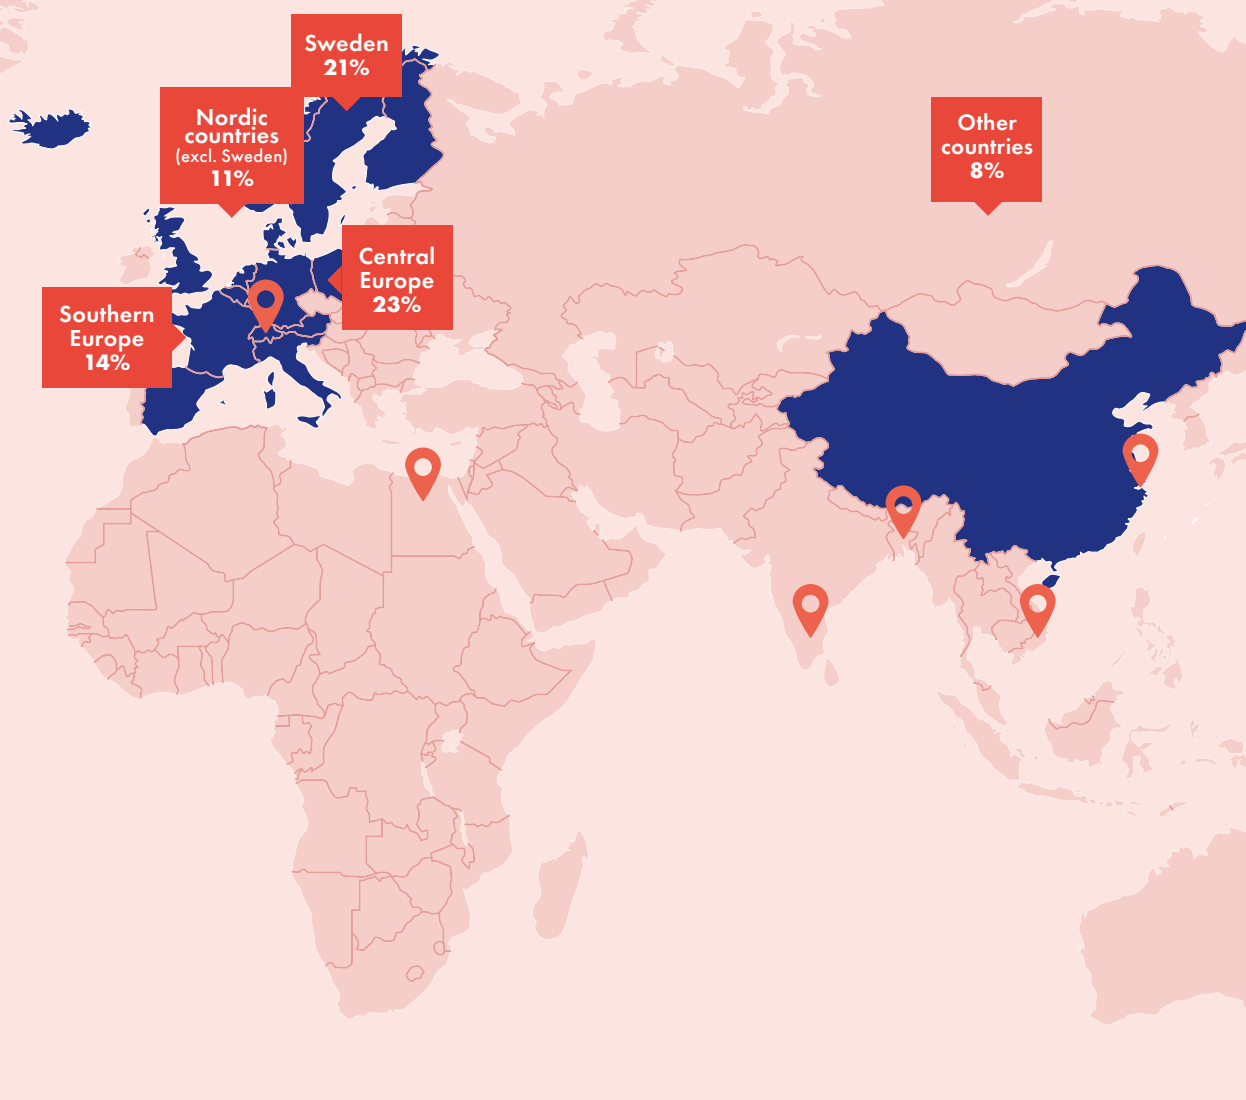 Sweden
21%
Nordic
countries
(excl. Sweden)
11%
Other
countries
8%
Central
Europe
23%
Southern
Europe
14%